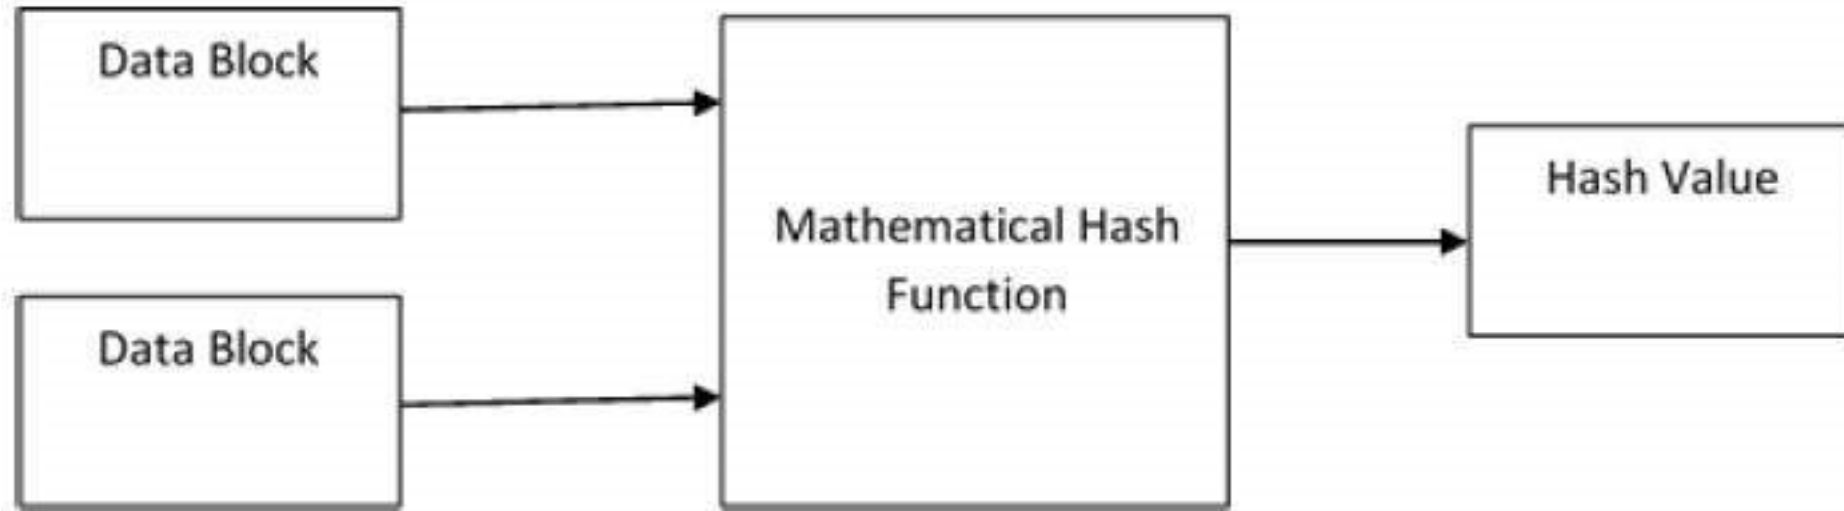 Data Block
Data Block
Mathematical Hash
Function
Hash Value